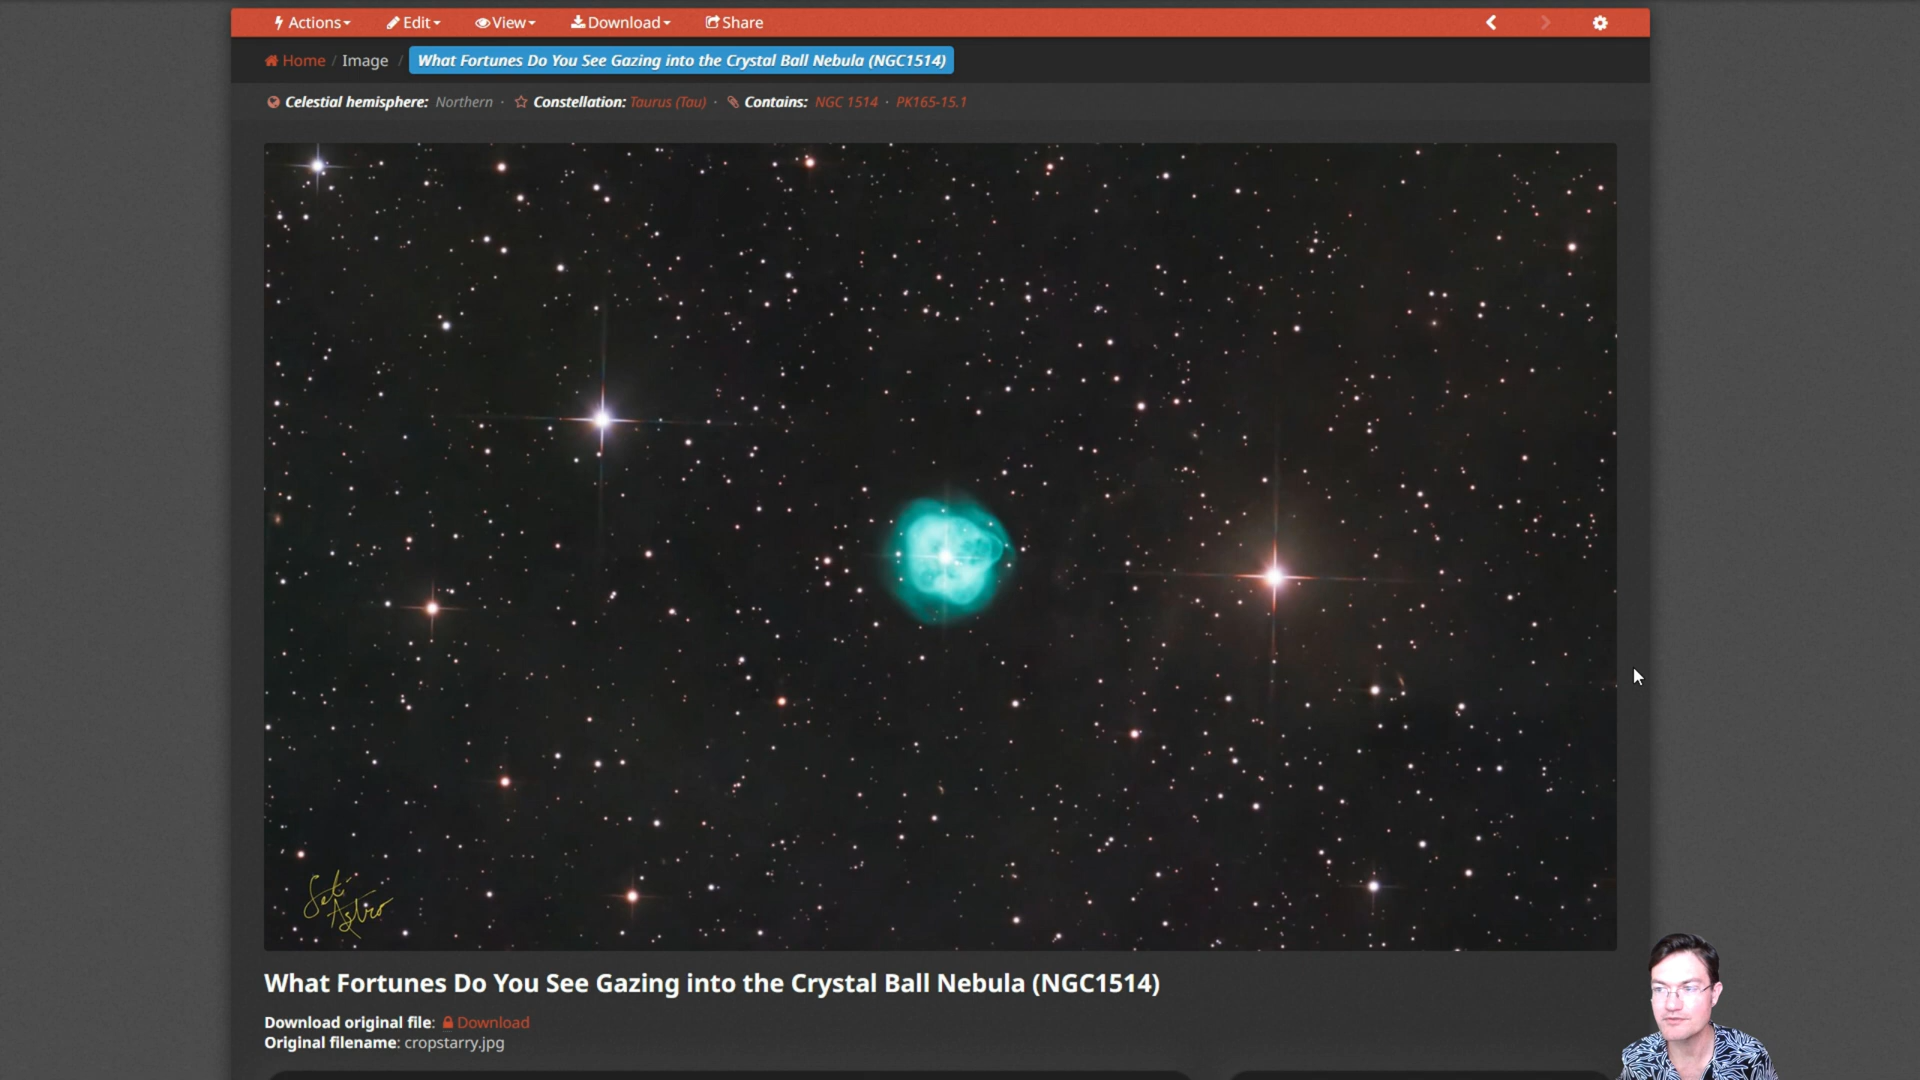 Actions Edit View Download Share
Home / Image / What Fortunes Do You See Gazing into the Crystal Ball Nebula (NGC1514)
Celestial hemisphere: Northern · Constellation: Taurus (Tau) · Contains: NGC 1514 · PK165-15.1
Seti
Astro
What Fortunes Do You See Gazing into the Crystal Ball Nebula (NGC1514)
Download original file: Download
Original filename: cropstarry.jpg